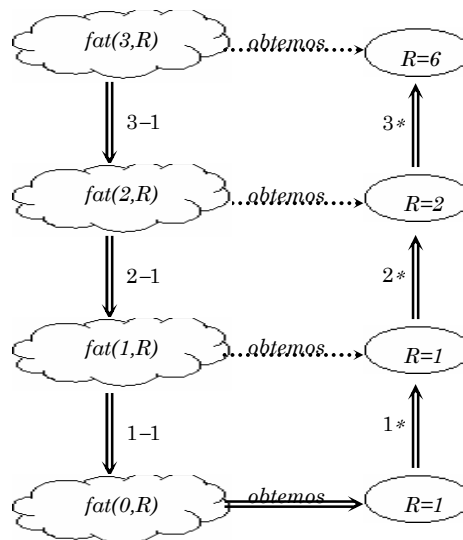 fat(3,R) obtemos R=6
3–1 3*
fat(2,R) obtemos R=2
2–1 2*
fat(1,R) obtemos R=1
1–1 1*
fat(0,R) obtemos R=1